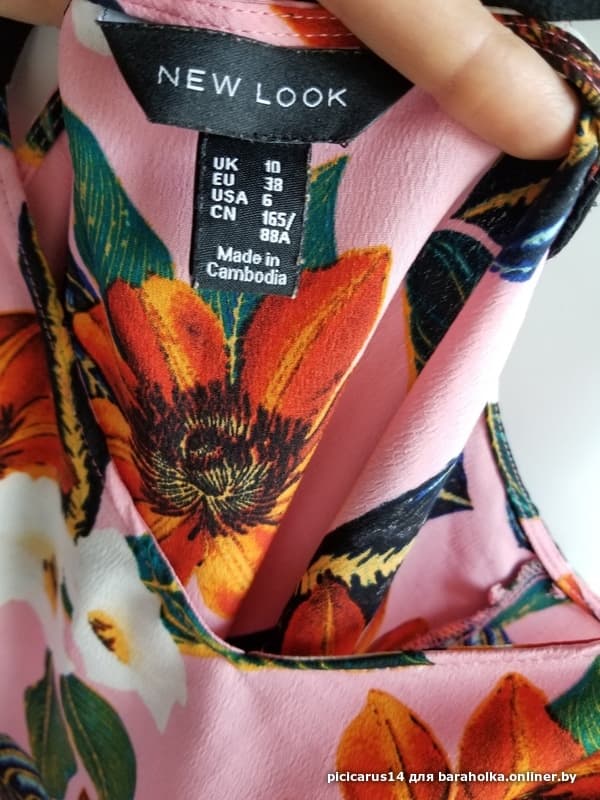 NEW LOOK
UK 10
EU 38
USA 6
CN 165/
88A
Made in
Cambodia
picicarus14 для baraholka.onliner.by